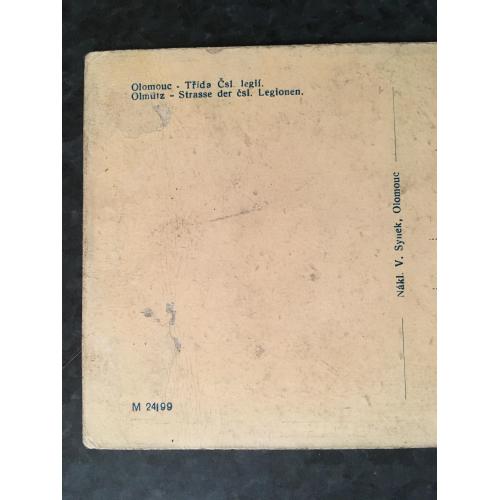 Olomouc - Třída Čsl. legií.
Olmütz - Strasse der čsl. Legionen.
Nákl. V. Synek, Olomouc
M 24199